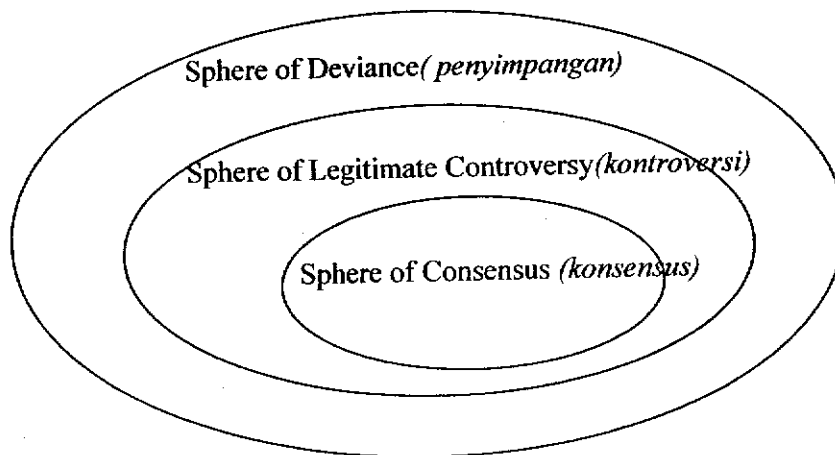 Sphere of Deviance( penyimpangan)
Sphere of Legitimate Controversy(kontroversi)
Sphere of Consensus (konsensus)